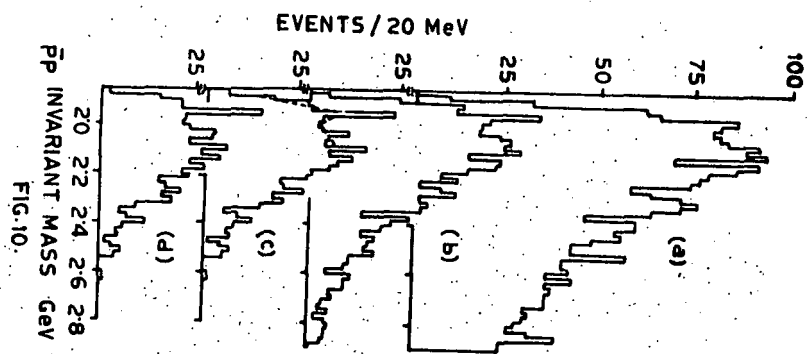 EVENTS / 20 MeV
25
25
25
25
50
75
100
(a)
(b)
(c)
(d)
2·0
2·2
2·4
2·6
2·8
p̄p INVARIANT MASS GeV
FIG.10.